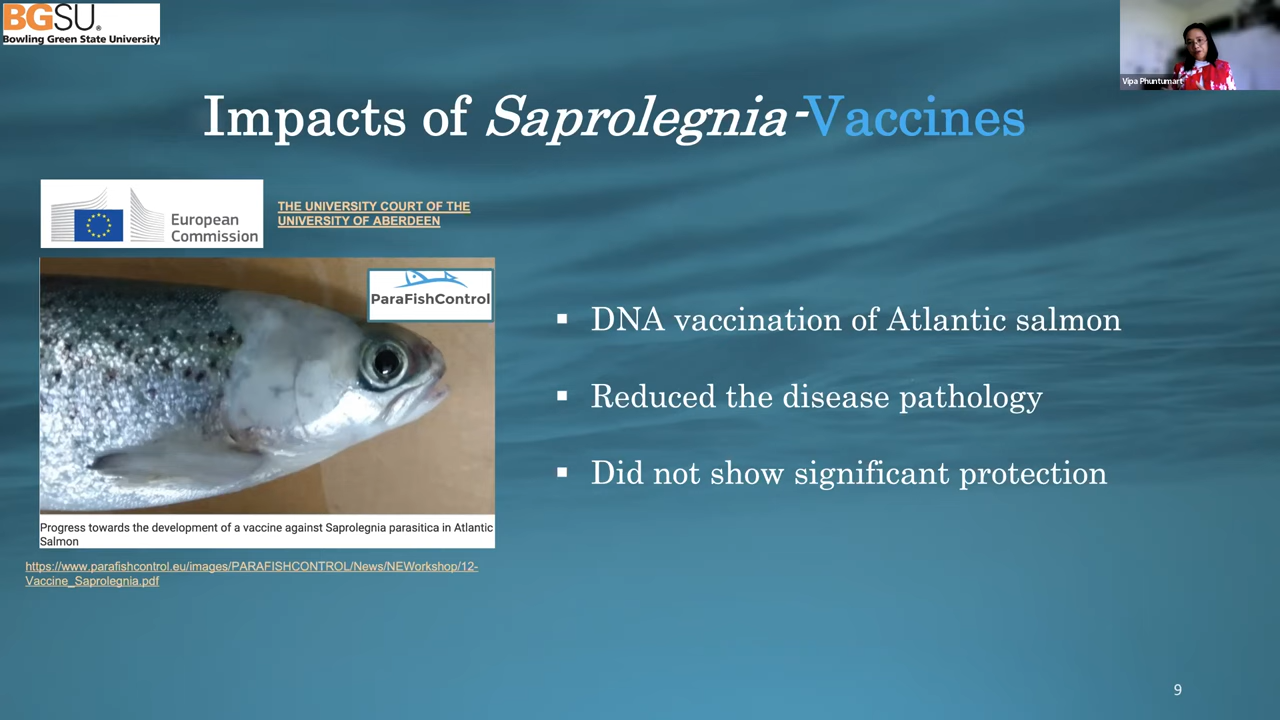 BGSU®
Bowling Green State University
Vipa Phuntumart
Impacts of Saprolegnia-Vaccines
European
Commission
THE UNIVERSITY COURT OF THE
UNIVERSITY OF ABERDEEN
ParaFishControl
Progress towards the development of a vaccine against Saprolegnia parasitica in Atlantic
Salmon
https://www.parafishcontrol.eu/images/PARAFISHCONTROL/News/NEWorkshop/12-
Vaccine_Saprolegnia.pdf
▪ DNA vaccination of Atlantic salmon
▪ Reduced the disease pathology
▪ Did not show significant protection
9